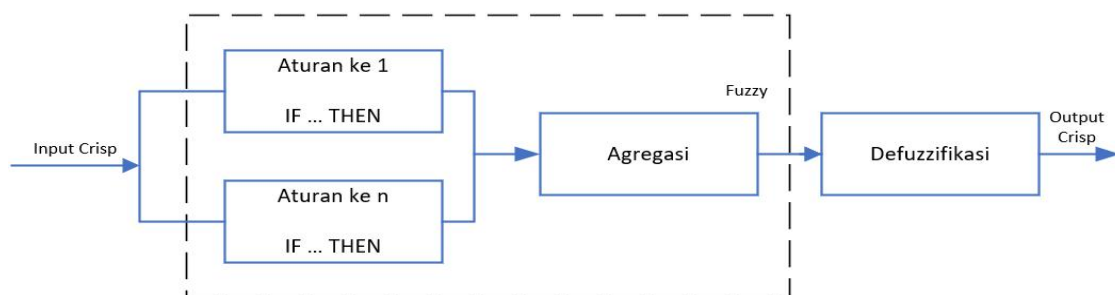 Input Crisp
Aturan ke 1
IF ... THEN
Aturan ke n
IF ... THEN
Agregasi
Fuzzy
Defuzzifikasi
Output
Crisp